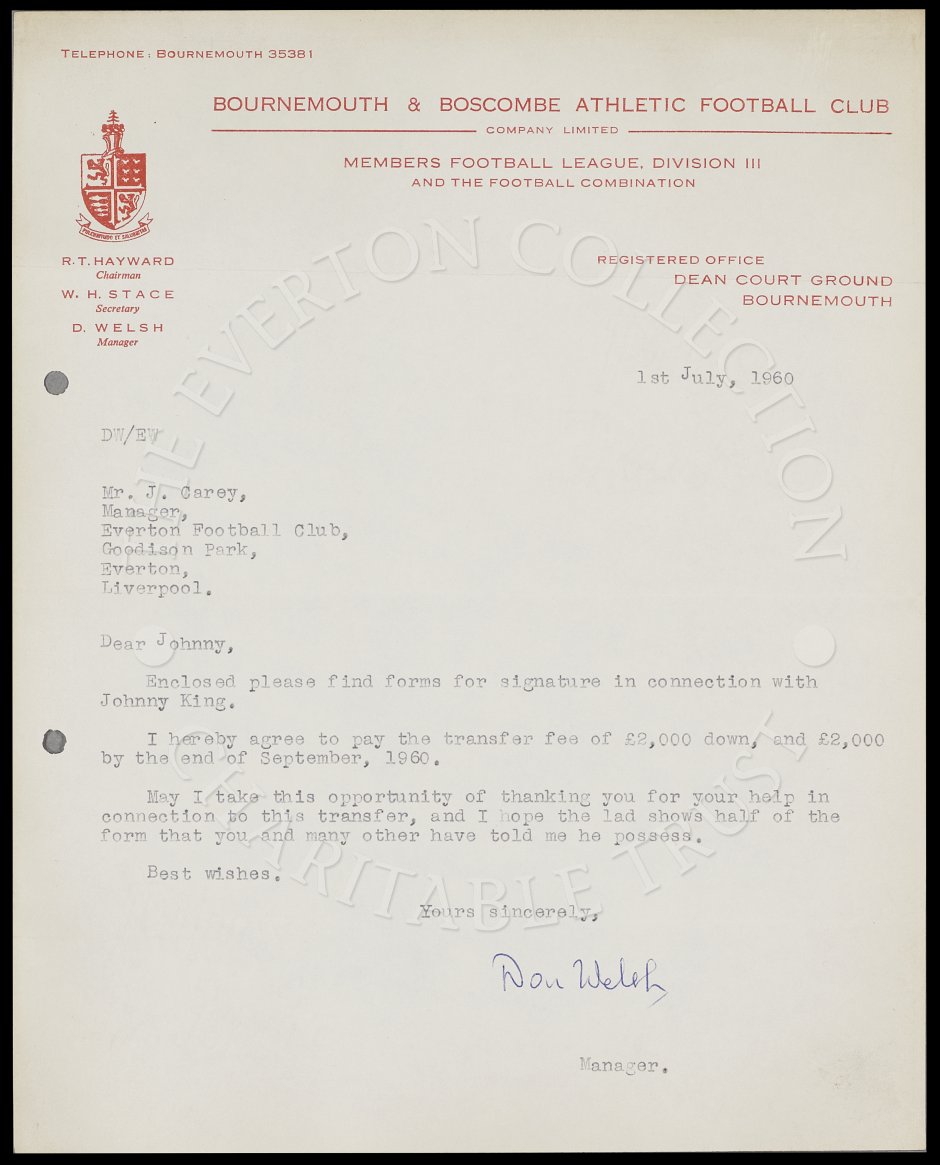 TELEPHONE: BOURNEMOUTH 35381
BOURNEMOUTH & BOSCOMBE ATHLETIC FOOTBALL CLUB
COMPANY LIMITED
MEMBERS FOOTBALL LEAGUE, DIVISION III
AND THE FOOTBALL COMBINATION
PULCHRITUDO ET SALUBRITAS
R. T. HAYWARD
Chairman
W. H. STACE
Secretary
D. WELSH
Manager
REGISTERED OFFICE
DEAN COURT GROUND
BOURNEMOUTH
1st July, 1960
DW/EW
Mr. J. Carey,
Manager,
Everton Football Club,
Goodison Park,
Everton,
Liverpool.
Dear Johnny,
Enclosed please find forms for signature in connection with
Johnny King.
I hereby agree to pay the transfer fee of £2,000 down, and £2,000
by the end of September, 1960.
May I take this opportunity of thanking you for your help in
connection to this transfer, and I hope the lad shows half of the
form that you and many other have told me he possess.
Best wishes.
Yours sincerely,
Don Welsh
Manager.
THE EVERTON COLLECTION
CHARITABLE TRUST